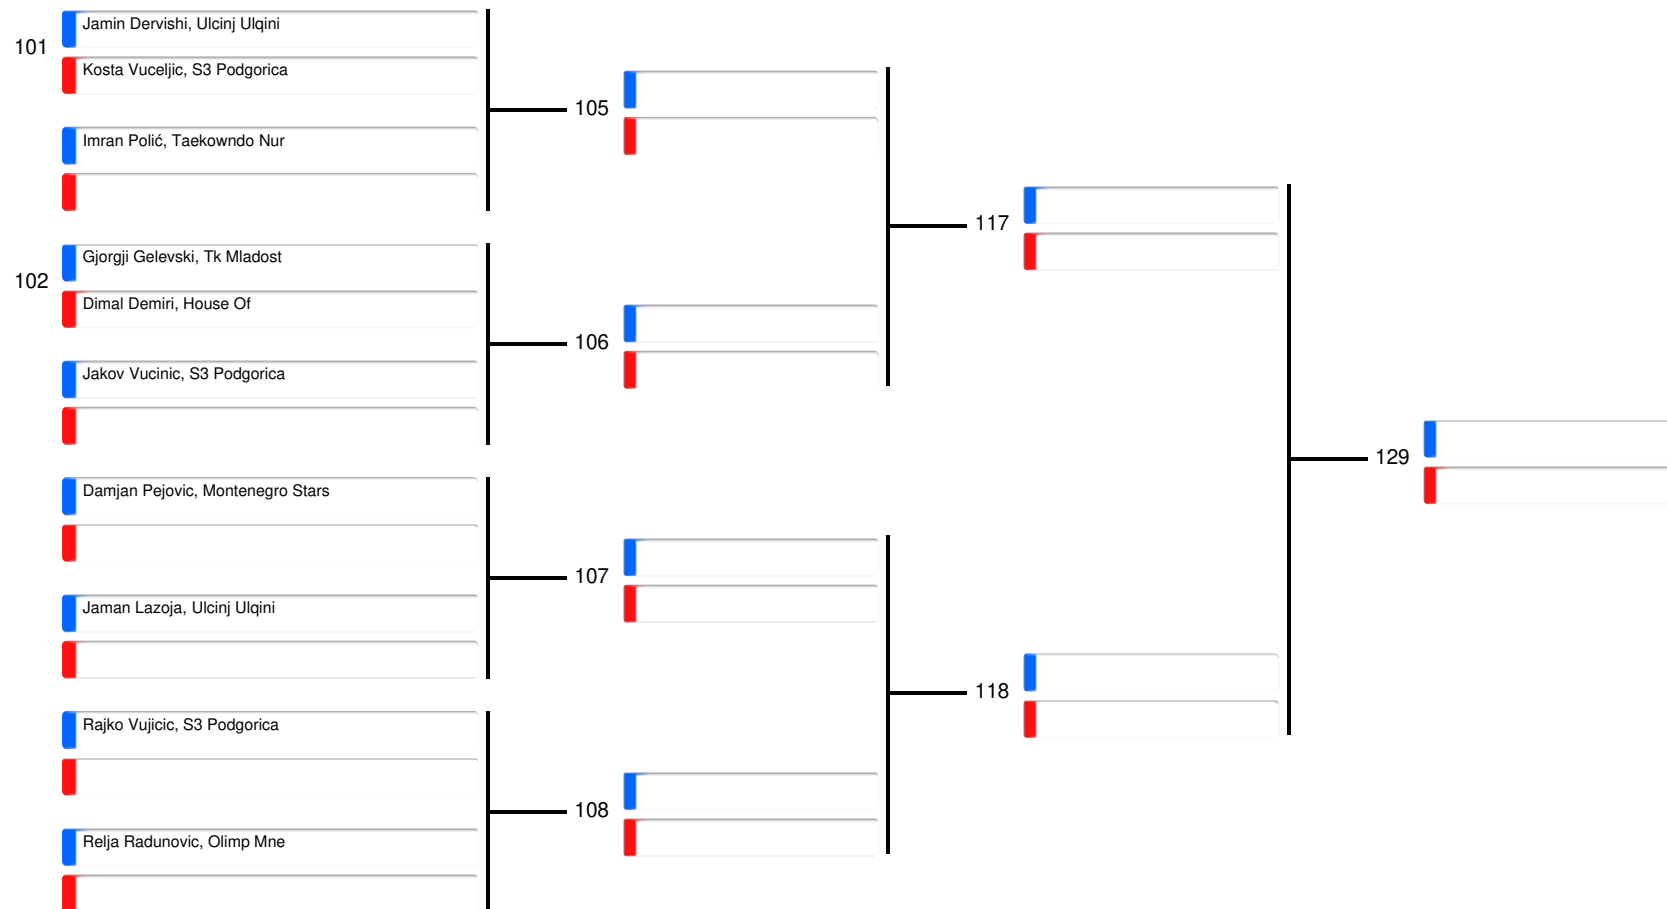 Jamin Dervishi, Ulcinj Ulqini
101
Kosta Vuceljic, S3 Podgorica
105
Imran Polić, Taekowndo Nur
117
Gjorgji Gelevski, Tk Mladost
102
Dimal Demiri, House Of
106
Jakov Vucinic, S3 Podgorica
129
Damjan Pejovic, Montenegro Stars
107
Jaman Lazoja, Ulcinj Ulqini
118
Rajko Vujicic, S3 Podgorica
108
Relja Radunovic, Olimp Mne